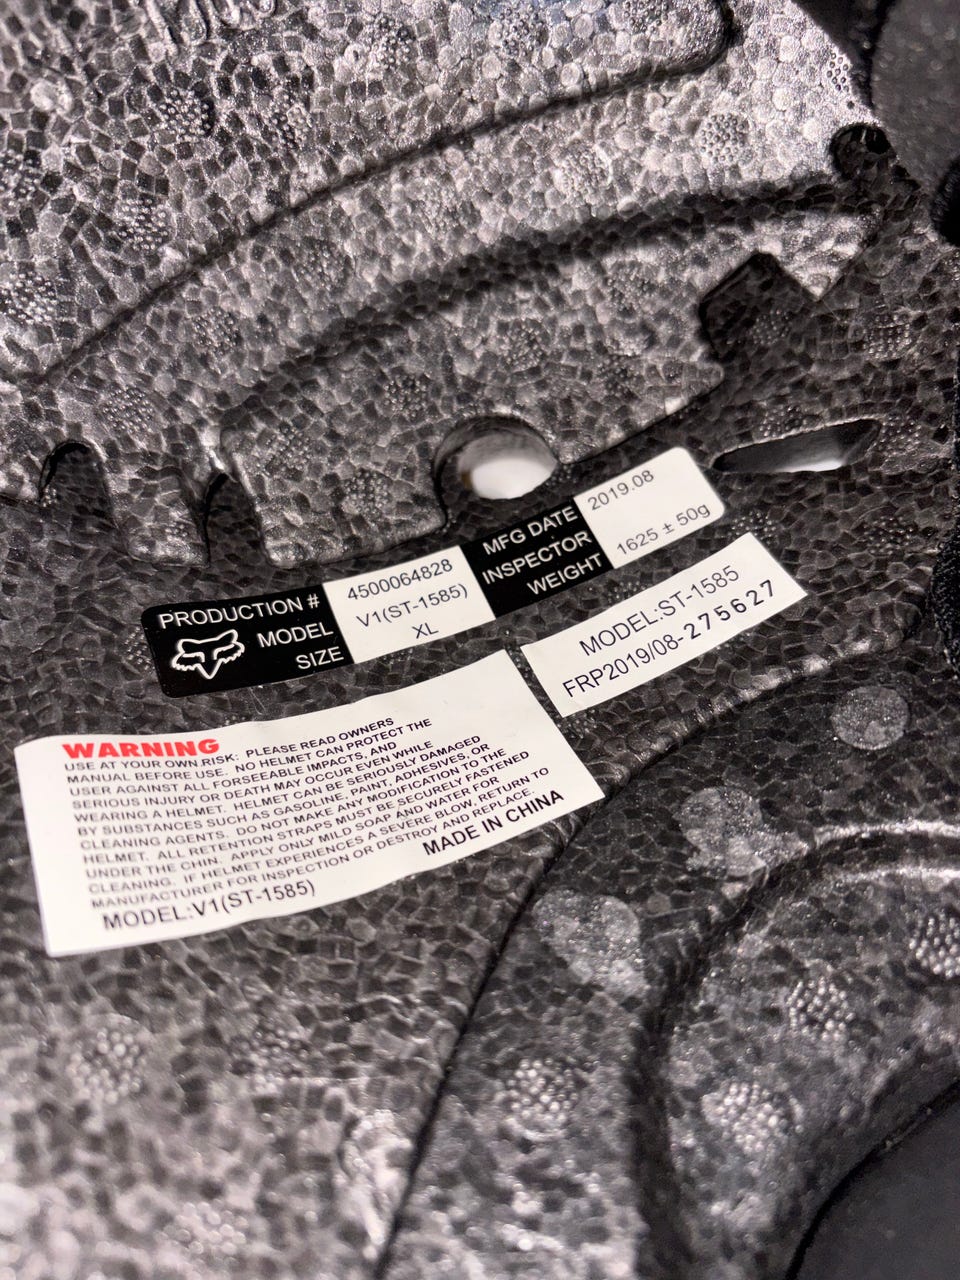 PRODUCTION # 4500064828
MODEL V1(ST-1585)
SIZE XL
MFG DATE 2019.08
INSPECTOR
WEIGHT 1625 ± 50g
MODEL:ST-1585
FRP2019/08-275627
WARNING
USE AT YOUR OWN RISK: PLEASE READ OWNERS
MANUAL BEFORE USE. NO HELMET CAN PROTECT THE
USER AGAINST ALL FORSEEABLE IMPACTS, AND
SERIOUS INJURY OR DEATH MAY OCCUR EVEN WHILE
WEARING A HELMET. HELMET CAN BE SERIOUSLY DAMAGED
BY SUBSTANCES SUCH AS GASOLINE, PAINT, ADHESIVES, OR
CLEANING AGENTS. DO NOT MAKE ANY MODIFICATION TO THE
HELMET. ALL RETENTION STRAPS MUST BE SECURELY FASTENED
UNDER THE CHIN. APPLY ONLY MILD SOAP AND WATER FOR
CLEANING. IF HELMET EXPERIENCES A SEVERE BLOW, RETURN TO
MANUFACTURER FOR INSPECTION OR DESTROY AND REPLACE.
MADE IN CHINA
MODEL:V1(ST-1585)